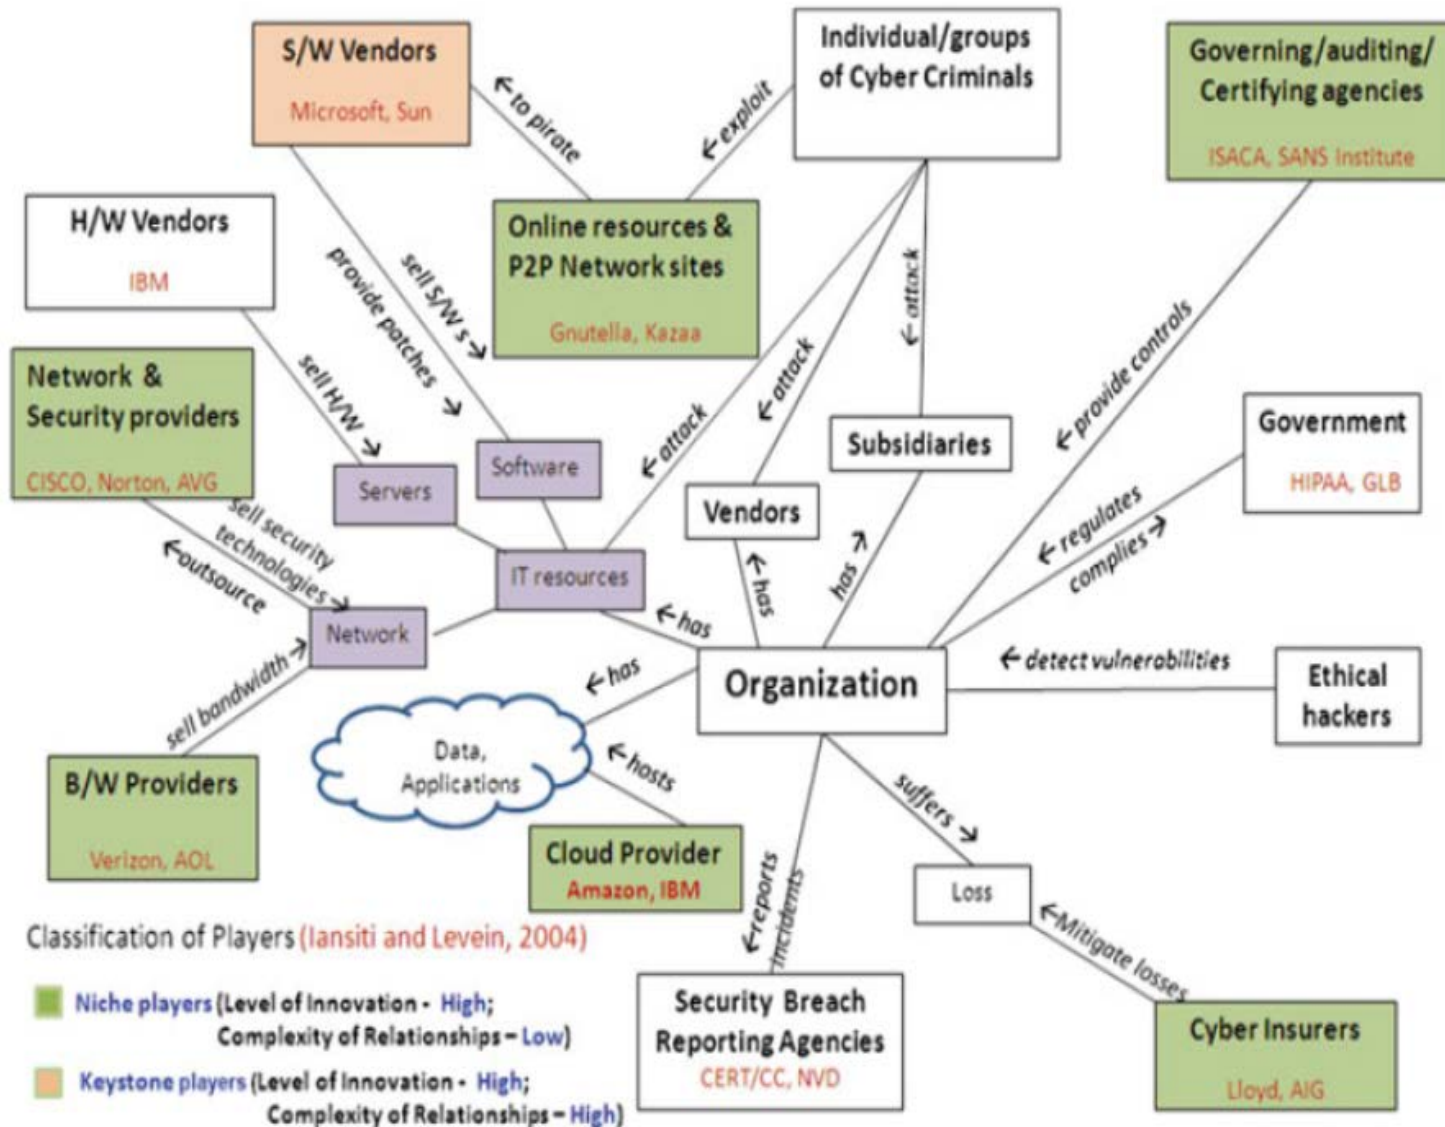 S/W Vendors
Microsoft, Sun
← to pirate
← exploit
Individual/groups
of Cyber Criminals
Governing/auditing/
Certifying agencies
ISACA, SANS Institute
H/W Vendors
IBM
Online resources &
P2P Network sites
Gnutella, Kazaa
sell S/W s →
provide patches →
sell H/W →
← attack
← attack
← attack
← provide controls
Network &
Security providers
CISCO, Norton, AVG
Software
Servers
Subsidiaries
Vendors
Government
HIPAA, GLB
← regulates
complies →
sell security
technologies →
← outsource
IT resources
← has
has →
← has
Network
sell bandwidth →
← has
Organization
← detect vulnerabilities
Ethical
hackers
Data,
Applications
← hosts
B/W Providers
Verizon, AOL
Cloud Provider
Amazon, IBM
suffers →
← reports
incidents
Loss
← Mitigate losses
Classification of Players (Iansiti and Levein, 2004)
Niche players (Level of Innovation - High;
Complexity of Relationships – Low)
Keystone players (Level of Innovation - High;
Complexity of Relationships – High)
Security Breach
Reporting Agencies
CERT/CC, NVD
Cyber Insurers
Lloyd, AIG